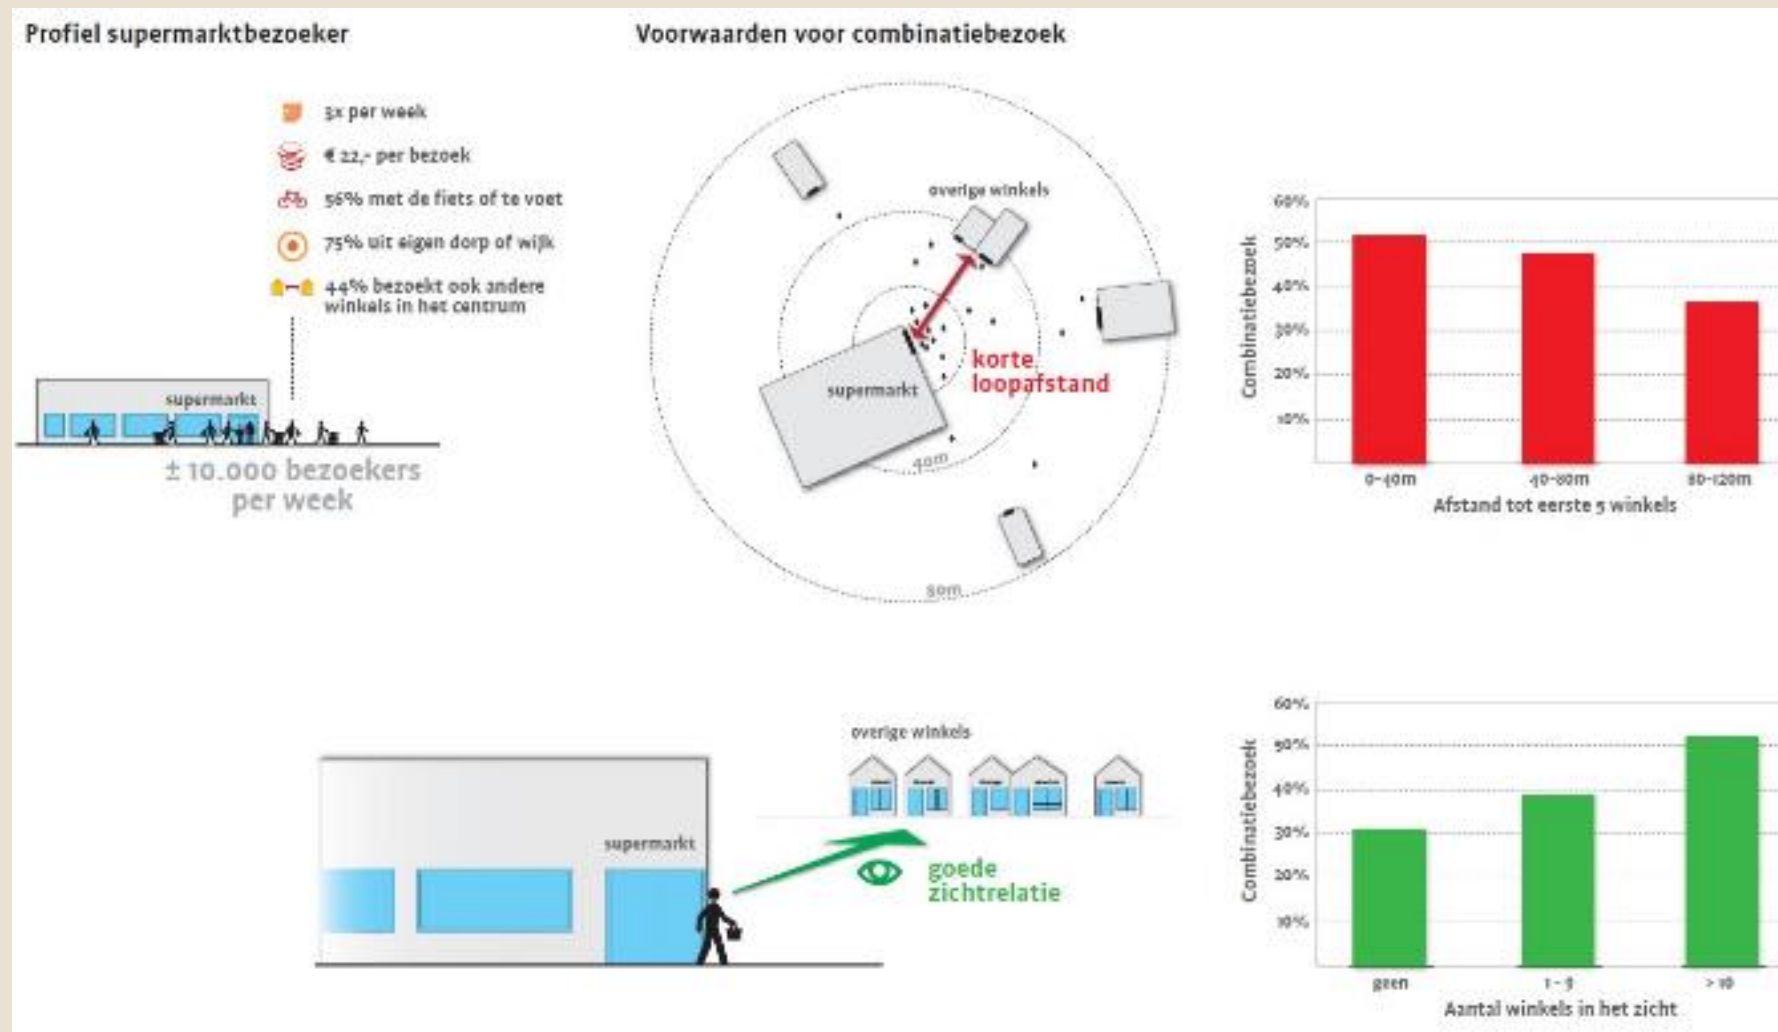 Profiel supermarktbezoeker
3x per week
€ 22,- per bezoek
56% met de fiets of te voet
75% uit eigen dorp of wijk
44% bezoekt ook andere
winkels in het centrum
supermarkt
± 10.000 bezoekers
per week
Voorwaarden voor combinatiebezoek
overige winkels
korte
loopafstand
supermarkt
40m
80m
Combinatiebezoek
60%
50%
40%
30%
20%
10%
0-40m
40-80m
80-120m
Afstand tot eerste 5 winkels
overige winkels
supermarkt
goede
zichtrelatie
Combinatiebezoek
60%
50%
40%
30%
20%
10%
geen
1-9
>10
Aantal winkels in het zicht